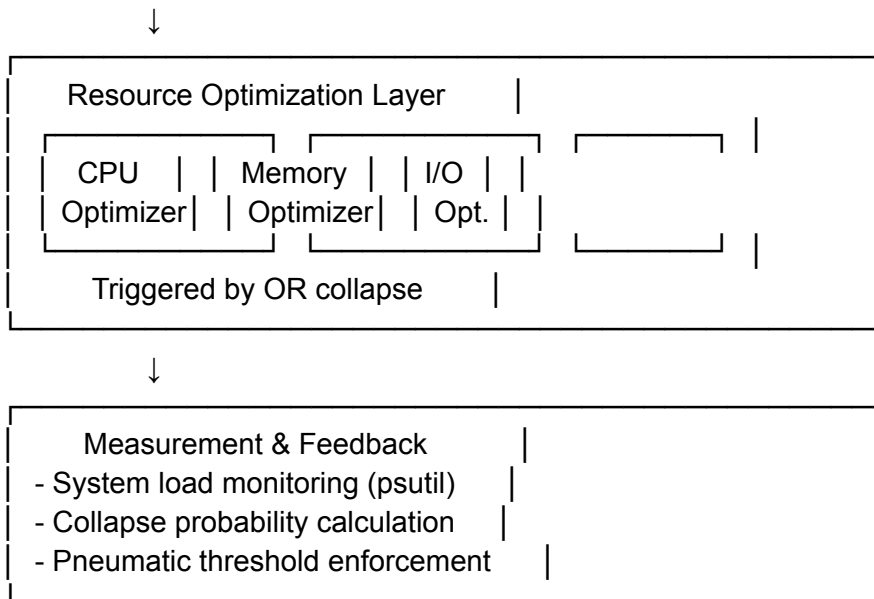 ↓
Resource Optimization Layer
CPU Memory I/O
Optimizer Optimizer Opt.
Triggered by OR collapse
↓
Measurement & Feedback
- System load monitoring (psutil)
- Collapse probability calculation
- Pneumatic threshold enforcement